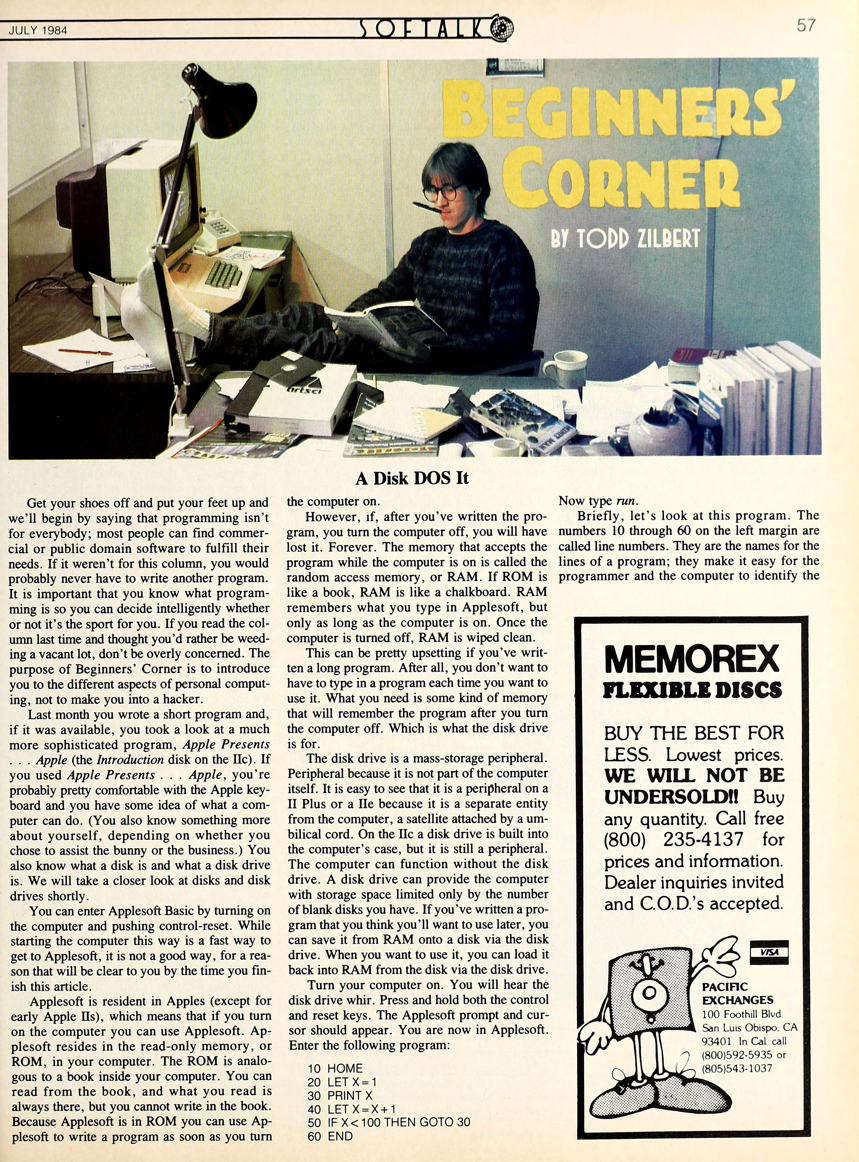 JULY 1984
SOFTALK
57
BEGINNERS'
CORNER
BY TODD ZILBERT
artsci
A Disk DOS It
Get your shoes off and put your feet up and
we'll begin by saying that programming isn't
for everybody; most people can find commer-
cial or public domain software to fulfill their
needs. If it weren't for this column, you would
probably never have to write another program.
It is important that you know what program-
ming is so you can decide intelligently whether
or not it's the sport for you. If you read the col-
umn last time and thought you'd rather be weed-
ing a vacant lot, don't be overly concerned. The
purpose of Beginners' Corner is to introduce
you to the different aspects of personal comput-
ing, not to make you into a hacker.
Last month you wrote a short program and,
if it was available, you took a look at a much
more sophisticated program, Apple Presents
. . . Apple (the Introduction disk on the IIc). If
you used Apple Presents . . . Apple, you're
probably pretty comfortable with the Apple key-
board and you have some idea of what a com-
puter can do. (You also know something more
about yourself, depending on whether you
chose to assist the bunny or the business.) You
also know what a disk is and what a disk drive
is. We will take a closer look at disks and disk
drives shortly.
You can enter Applesoft Basic by turning on
the computer and pushing control-reset. While
starting the computer this way is a fast way to
get to Applesoft, it is not a good way, for a rea-
son that will be clear to you by the time you fin-
ish this article.
Applesoft is resident in Apples (except for
early Apple IIs), which means that if you turn
on the computer you can use Applesoft. Ap-
plesoft resides in the read-only memory, or
ROM, in your computer. The ROM is analo-
gous to a book inside your computer. You can
read from the book, and what you read is
always there, but you cannot write in the book.
Because Applesoft is in ROM you can use Ap-
plesoft to write a program as soon as you turn
the computer on.
However, if, after you've written the pro-
gram, you turn the computer off, you will have
lost it. Forever. The memory that accepts the
program while the computer is on is called the
random access memory, or RAM. If ROM is
like a book, RAM is like a chalkboard. RAM
remembers what you type in Applesoft, but
only as long as the computer is on. Once the
computer is turned off, RAM is wiped clean.
This can be pretty upsetting if you've writ-
ten a long program. After all, you don't want to
have to type in a program each time you want to
use it. What you need is some kind of memory
that will remember the program after you turn
the computer off. Which is what the disk drive
is for.
The disk drive is a mass-storage peripheral.
Peripheral because it is not part of the computer
itself. It is easy to see that it is a peripheral on a
II Plus or a IIe because it is a separate entity
from the computer, a satellite attached by a um-
bilical cord. On the IIc a disk drive is built into
the computer's case, but it is still a peripheral.
The computer can function without the disk
drive. A disk drive can provide the computer
with storage space limited only by the number
of blank disks you have. If you've written a pro-
gram that you think you'll want to use later, you
can save it from RAM onto a disk via the disk
drive. When you want to use it, you can load it
back into RAM from the disk via the disk drive.
Turn your computer on. You will hear the
disk drive whir. Press and hold both the control
and reset keys. The Applesoft prompt and cur-
sor should appear. You are now in Applesoft.
Enter the following program:
10 HOME
20 LET X=1
30 PRINT X
40 LET X=X+1
50 IF X<100 THEN GOTO 30
60 END
Now type run.
Briefly, let's look at this program. The
numbers 10 through 60 on the left margin are
called line numbers. They are the names for the
lines of a program; they make it easy for the
programmer and the computer to identify the
MEMOREX
FLEXIBLE DISCS
BUY THE BEST FOR
LESS. Lowest prices.
WE WILL NOT BE
UNDERSOLD!! Buy
any quantity. Call free
(800) 235-4137 for
prices and information.
Dealer inquiries invited
and C.O.D.'s accepted.
VISA
PACIFIC
EXCHANGES
100 Foothill Blvd.
San Luis Obispo, CA
93401. In Cal. call
(800)592-5935 or
(805)543-1037